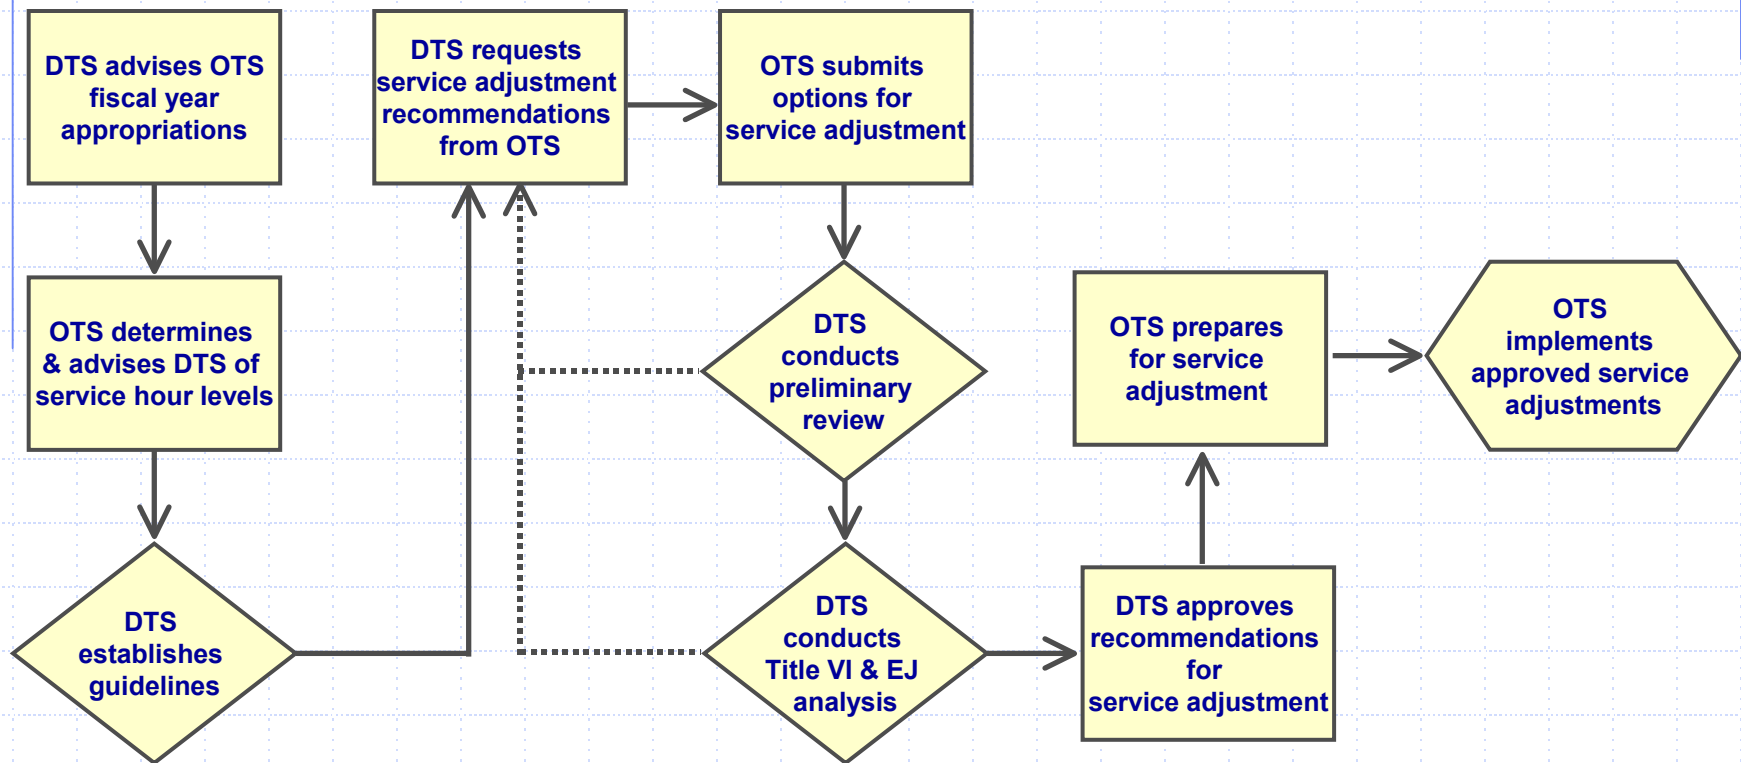 DTS advises OTS
fiscal year
appropriations
OTS determines
& advises DTS of
service hour levels
DTS
establishes
guidelines
DTS requests
service adjustment
recommendations
from OTS
OTS submits
options for
service adjustment
DTS
conducts
preliminary
review
DTS
conducts
Title VI & EJ
analysis
DTS approves
recommendations
for
service adjustment
OTS prepares
for service
adjustment
OTS
implements
approved service
adjustments